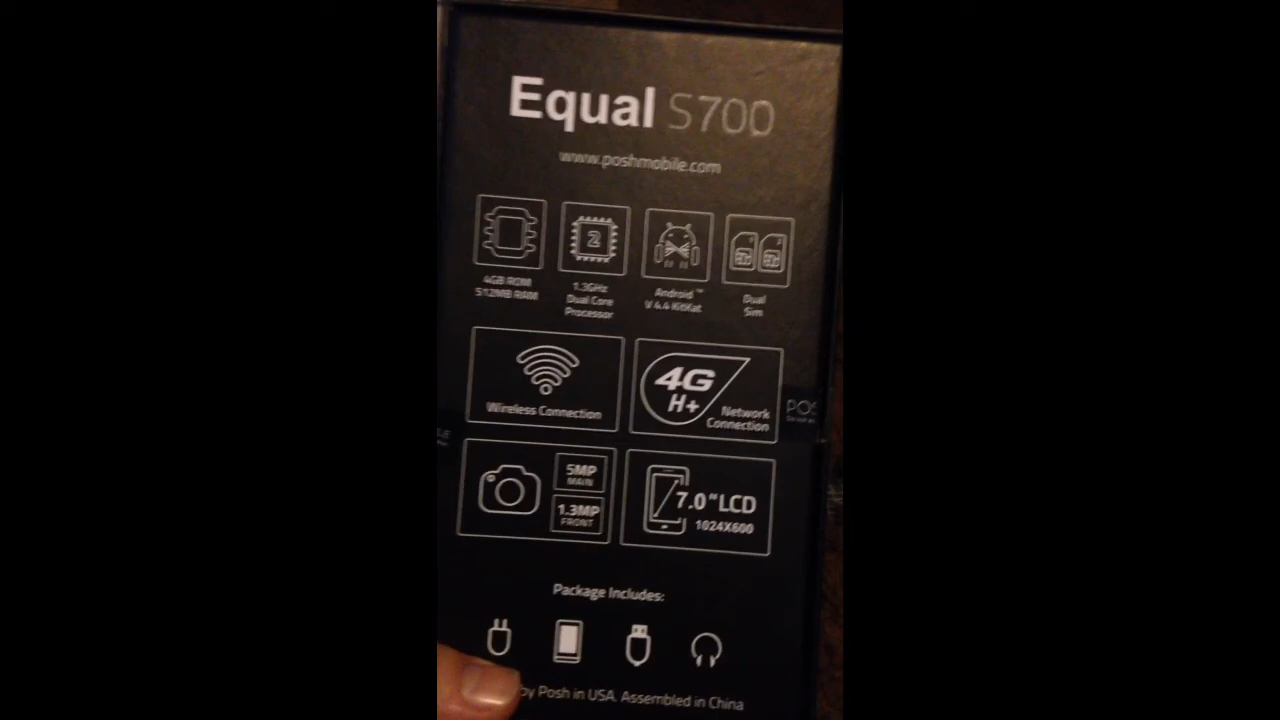 Equal S700
www.poshmobile.com
2
4GB ROM
512MB RAM
1.3GHz
Dual Core
Processor
Android™
V 4.4 KitKat
Dual
Sim
Wireless Connection
4G
H+
Network
Connection
POS
5MP
MAIN
1.3MP
FRONT
7.0"LCD
1024X600
Package Includes:
by Posh in USA. Assembled in China